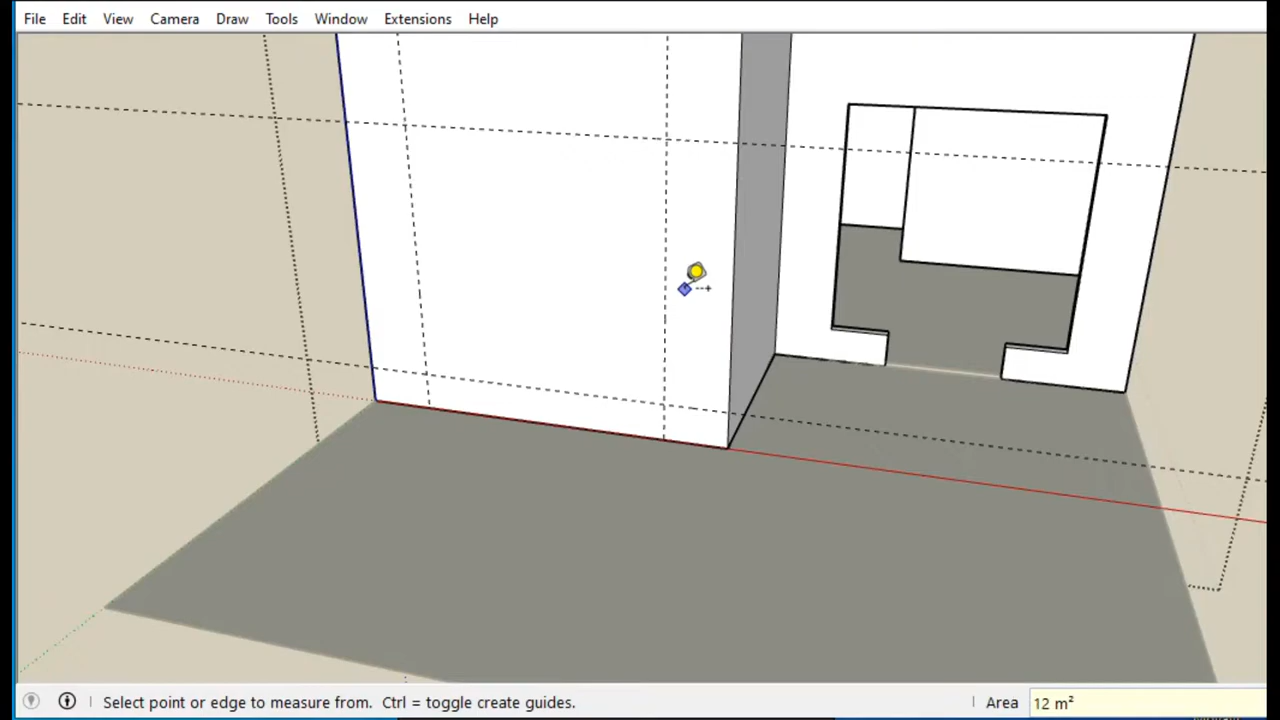 File Edit View Camera Draw Tools Window Extensions Help
Select point or edge to measure from. Ctrl = toggle create guides. Area 12 m²